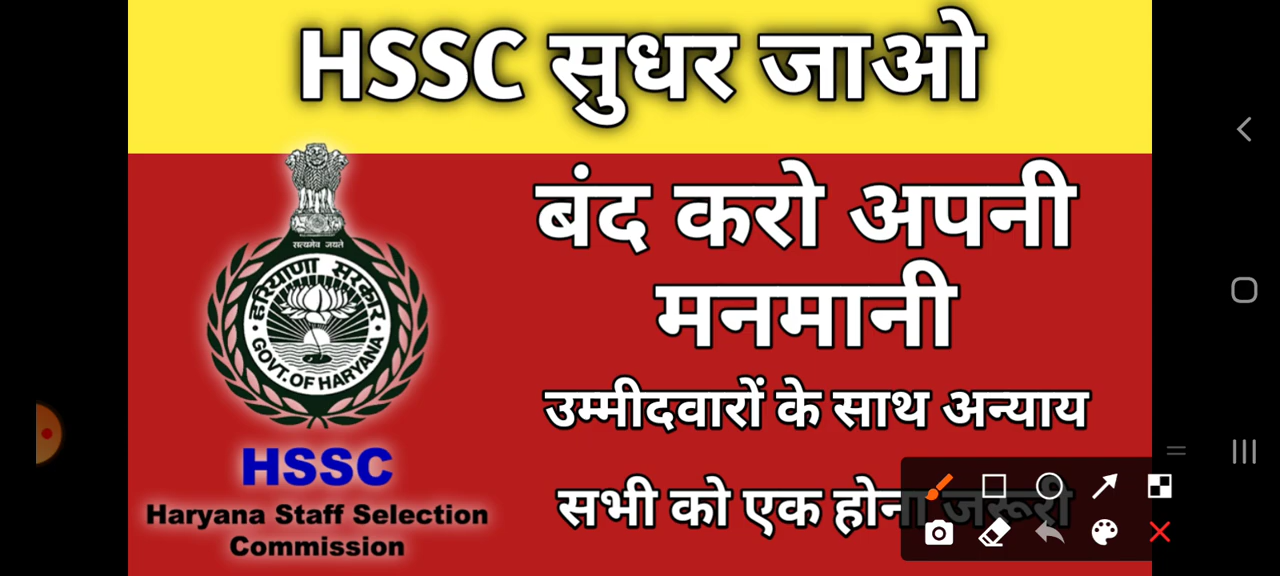 HSSC सुधर जाओ
बंद करो अपनी
मनमानी
उम्मीदवारों के साथ अन्याय
सभी को एक होना जरूरी
सत्यमेव जयते
हरियाणा सरकार
GOVT. OF HARYANA
HSSC
Haryana Staff Selection
Commission